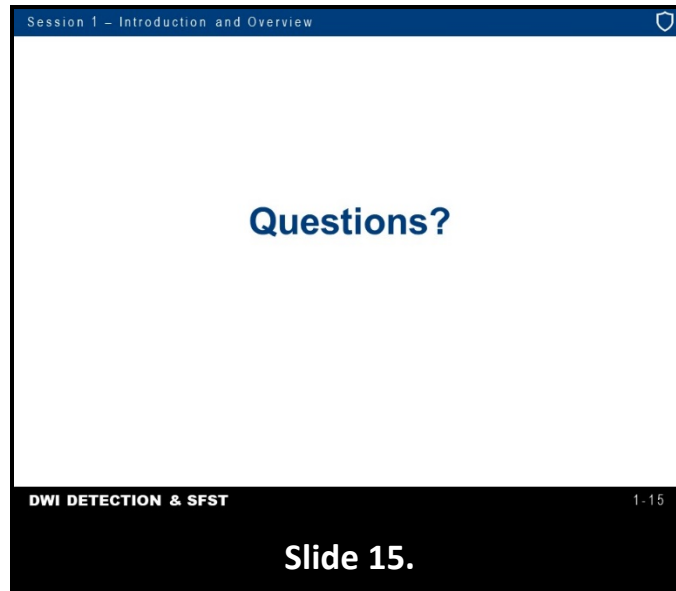 Session 1 – Introduction and Overview
Questions?
DWI DETECTION & SFST
1-15
Slide 15.